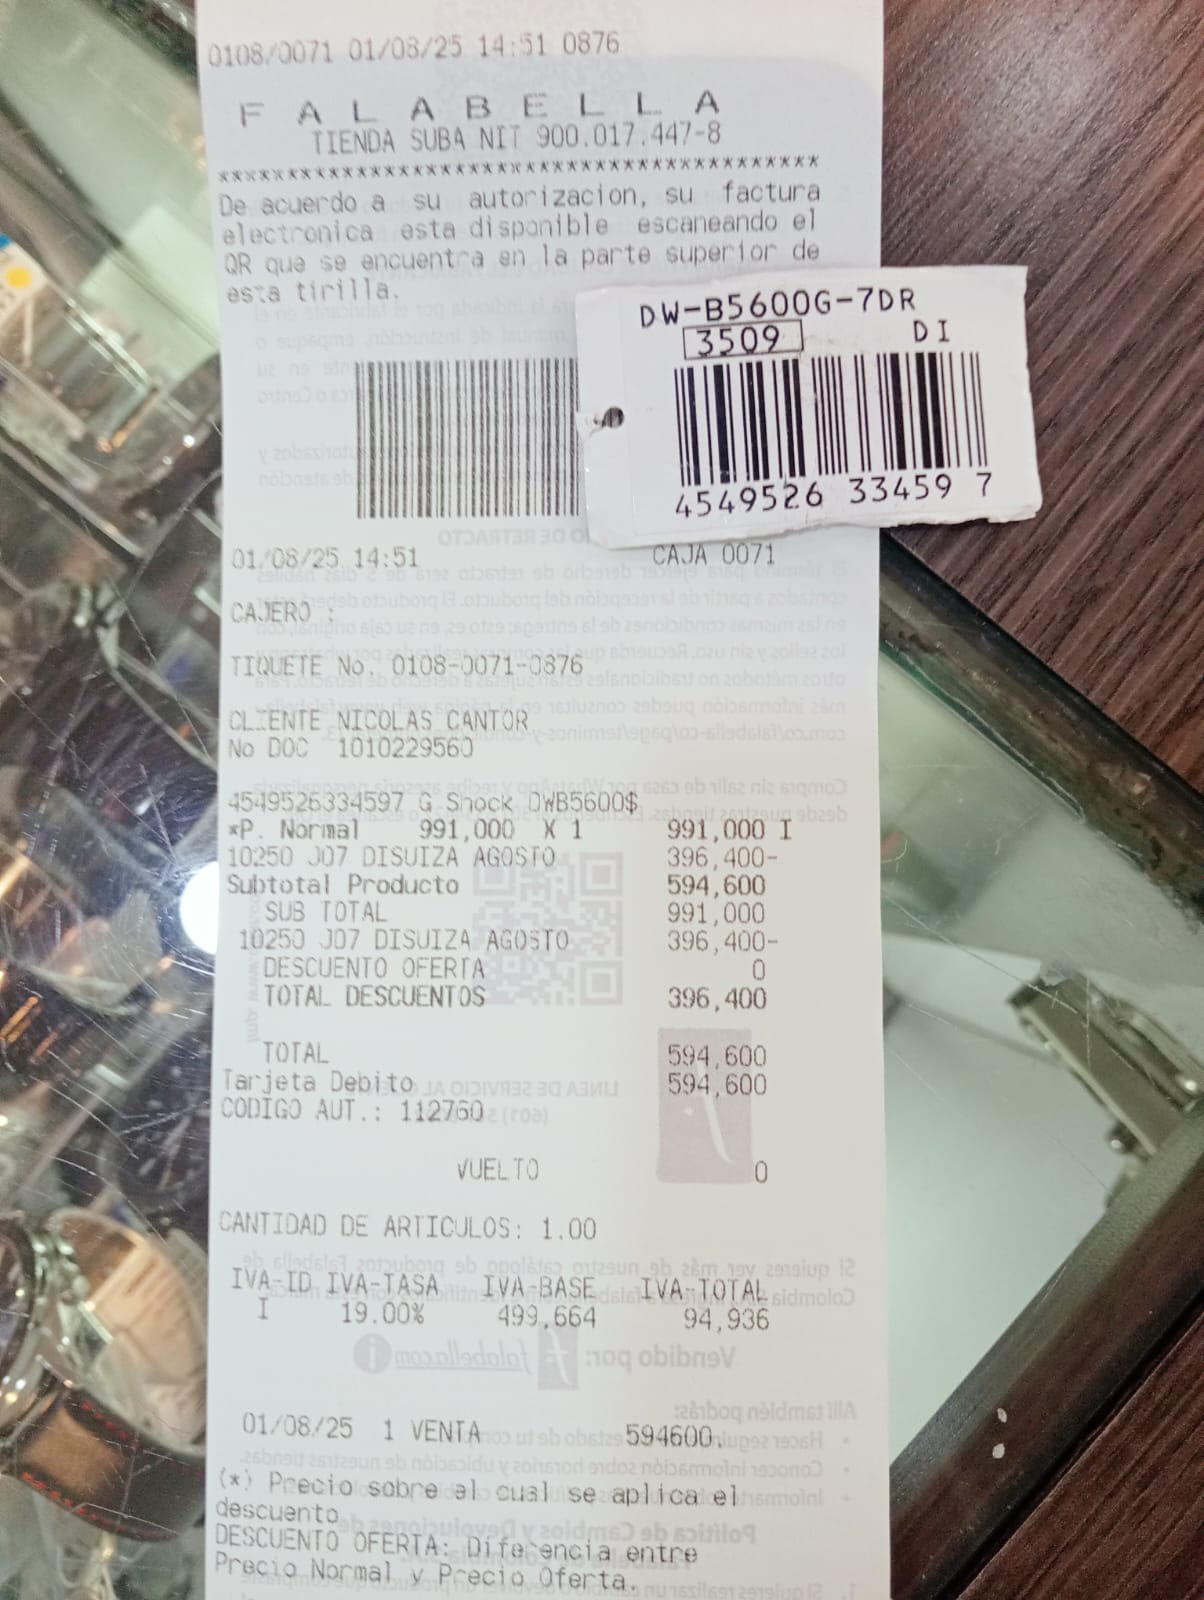 0108/0071 01/08/25 14:51 0876
F A L A B E L L A
TIENDA SUBA NIT 900.017.447-8
****************************************
De acuerdo a su autorizacion, su factura
electronica esta disponible escaneando el
QR que se encuentra en la parte superior de
esta tirilla.
DW-B5600G-7DR
3509 DI
4549526 33459 7
01/08/25 14:51 CAJA 0071
CAJERO :
TIQUETE No. 0108-0071-0876
CLIENTE NICOLAS CANTOR
No DOC 1010229560
4549526334597 G Shock DWB5600$
*P. Normal 991,000 X 1 991,000 I
10250 J07 DISUIZA AGOSTO 396,400-
Subtotal Producto 594,600
SUB TOTAL 991,000
10250 J07 DISUIZA AGOSTO 396,400-
DESCUENTO OFERTA 0
TOTAL DESCUENTOS 396,400
TOTAL 594,600
Tarjeta Debito 594,600
CODIGO AUT.: 112760
VUELTO 0
CANTIDAD DE ARTICULOS: 1.00
IVA-ID IVA-TASA IVA-BASE IVA-TOTAL
I 19.00% 499,664 94,936
01/08/25 1 VENTA 594600.
(*) Precio sobre el cual se aplica el
descuento
DESCUENTO OFERTA: Diferencia entre
Precio Normal y Precio Oferta.